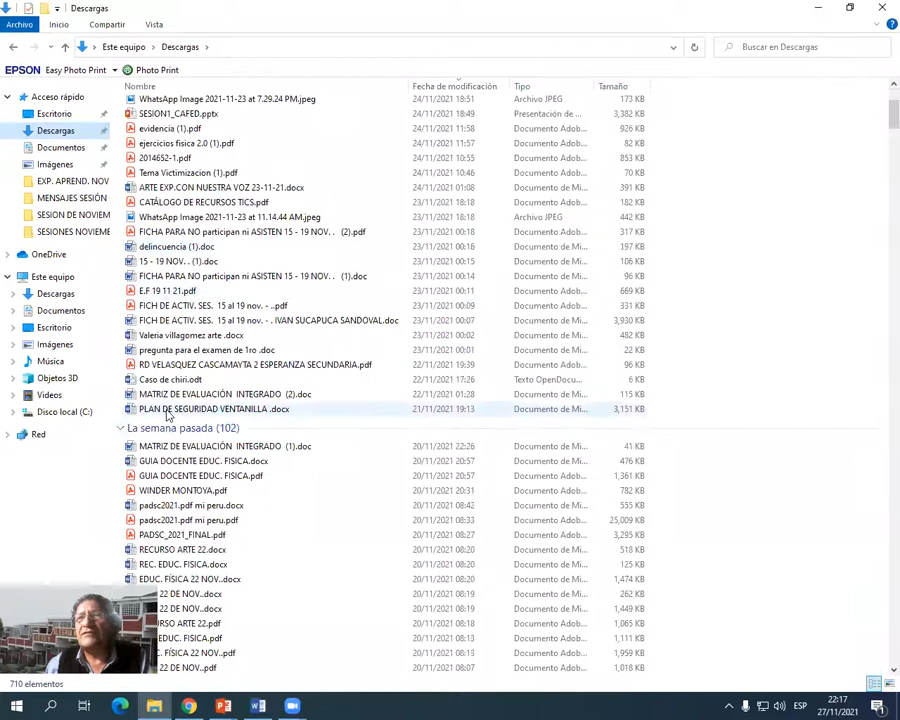 Descargas
Archivo Inicio Compartir Vista
Este equipo Descargas Buscar en Descargas
EPSON Easy Photo Print Photo Print
Nombre Fecha de modificación Tipo Tamaño
Acceso rápido
Escritorio
Descargas
Documentos
Imágenes
EXP. APREND. NOV
MENSAJES SESIÓN
SESION DE NOVIEM
SESIONES NOVIEME
OneDrive
Este equipo
Descargas
Documentos
Escritorio
Imágenes
Música
Objetos 3D
Videos
Disco local (C:)
Red
WhatsApp Image 2021-11-23 at 7.29.24 PM.jpeg 24/11/2021 18:51 Archivo JPEG 173 KB
SESION1_CAFED.pptx 24/11/2021 18:49 Presentación de ... 3,382 KB
evidencia (1).pdf 24/11/2021 11:58 Documento Adob... 926 KB
ejercicios fisica 2.0 (1).pdf 24/11/2021 11:57 Documento Adob... 82 KB
2014652-1.pdf 24/11/2021 10:55 Documento Adob... 853 KB
Tema Victimizacion (1).pdf 24/11/2021 10:46 Documento Adob... 70 KB
ARTE EXP.CON NUESTRA VOZ 23-11-21.docx 24/11/2021 01:08 Documento de Mi... 391 KB
CATÁLOGO DE RECURSOS TICS.pdf 23/11/2021 18:18 Documento Adob... 182 KB
WhatsApp Image 2021-11-23 at 11.14.44 AM.jpeg 23/11/2021 18:18 Archivo JPEG 442 KB
FICHA PARA NO participan ni ASISTEN 15 - 19 NOV. . (2).pdf 23/11/2021 00:18 Documento Adob... 317 KB
delincuencia (1).doc 23/11/2021 00:16 Documento de Mi... 197 KB
15 - 19 NOV. . (1).doc 23/11/2021 00:15 Documento de Mi... 106 KB
FICHA PARA NO participan ni ASISTEN 15 - 19 NOV. . (1).doc 23/11/2021 00:14 Documento de Mi... 96 KB
E.F 19 11 21.pdf 23/11/2021 00:11 Documento Adob... 669 KB
FICH DE ACTIV. SES. 15 al 19 nov. - ..pdf 23/11/2021 00:09 Documento Adob... 331 KB
FICH DE ACTIV. SES. 15 al 19 nov. - . IVAN SUCAPUCA SANDOVAL.doc 23/11/2021 00:07 Documento de Mi... 3,930 KB
Valeria villagomez arte .docx 23/11/2021 00:05 Documento de Mi... 482 KB
pregunta para el examen de 1ro .doc 23/11/2021 00:01 Documento de Mi... 22 KB
RD VELASQUEZ CASCAMAYTA 2 ESPERANZA SECUNDARIA.pdf 22/11/2021 19:39 Documento Adob... 371 KB
Caso de chiri.odt 22/11/2021 17:26 Texto OpenDocu... 6 KB
MATRIZ DE EVALUACIÓN INTEGRADO (2).doc 22/11/2021 01:28 Documento de Mi... 115 KB
PLAN DE SEGURIDAD VENTANILLA .docx 21/11/2021 19:13 Documento de Mi... 3,151 KB
La semana pasada (102)
MATRIZ DE EVALUACIÓN INTEGRADO (1).doc 20/11/2021 22:26 Documento de Mi... 41 KB
GUIA DOCENTE EDUC. FISICA.docx 20/11/2021 20:57 Documento de Mi... 476 KB
GUIA DOCENTE EDUC. FISICA.pdf 20/11/2021 20:57 Documento Adob... 1,361 KB
WINDER MONTOYA.pdf 20/11/2021 20:31 Documento Adob... 782 KB
padsc2021.pdf mi peru.docx 20/11/2021 08:42 Documento de Mi... 555 KB
padsc2021.pdf mi peru.pdf 20/11/2021 08:33 Documento Adob... 25,009 KB
PADSC_2021_FINAL.pdf 20/11/2021 08:27 Documento Adob... 3,295 KB
RECURSO ARTE 22.docx 20/11/2021 08:20 Documento de Mi... 518 KB
REC. EDUC. FÍSICA.docx 20/11/2021 08:20 Documento de Mi... 125 KB
EDUC. FÍSICA 22 NOV..docx 20/11/2021 08:19 Documento de Mi... 1,474 KB
22 DE NOV..docx 20/11/2021 08:19 Documento de Mi... 262 KB
22 DE NOV..docx 20/11/2021 08:19 Documento de Mi... 1,449 KB
ARTE 22.pdf 20/11/2021 08:18 Documento Adob... 1,065 KB
EDUC. FÍSICA.pdf 20/11/2021 08:13 Documento Adob... 1,111 KB
FÍSICA 22 NOV..pdf 20/11/2021 08:13 Documento Adob... 1,959 KB
22 DE NOV..pdf 20/11/2021 08:07 Documento Adob... 1,018 KB
710 elementos
ESP 22:17
27/11/2021